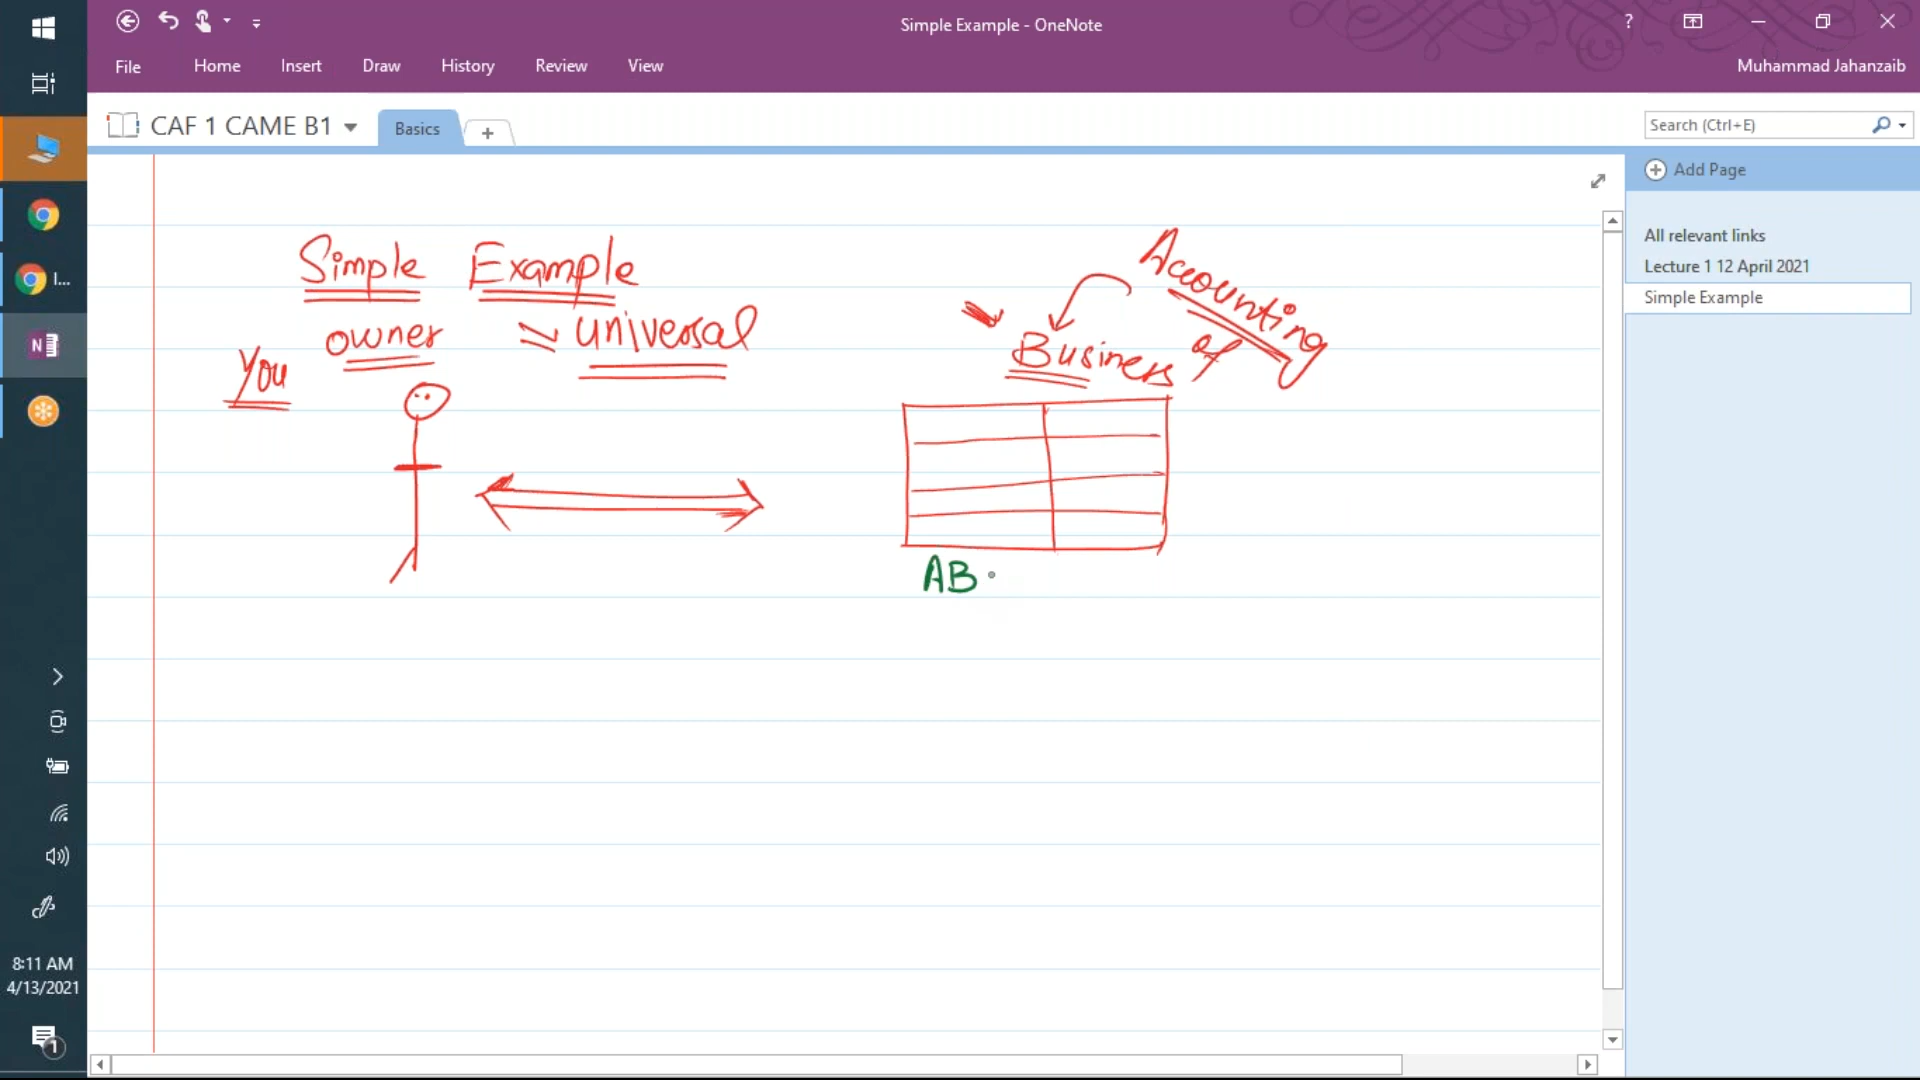 Simple Example - OneNote
?
File Home Insert Draw History Review View
Muhammad Jahanzaib
CAF 1 CAME B1
Basics
+
Search (Ctrl+E)
Add Page
All relevant links
Lecture 1 12 April 2021
Simple Example
Simple Example
owner universal
You
Accounting
of
Business
AB
I...
N
8:11 AM
4/13/2021
1